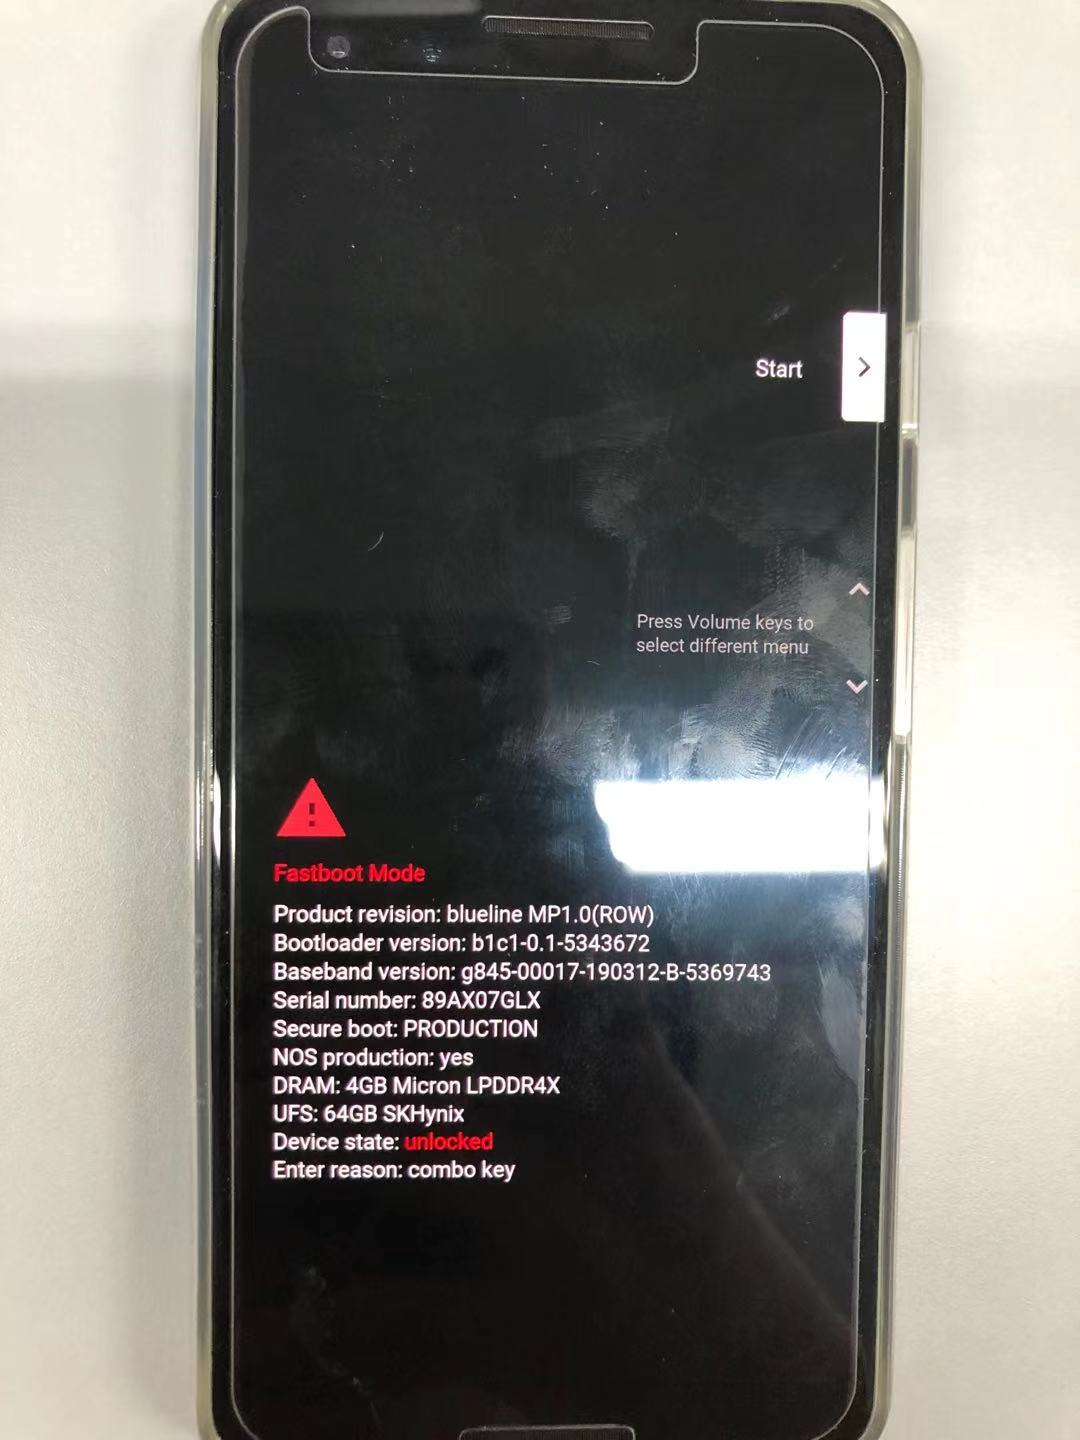 Start
Press Volume keys to
select different menu
Fastboot Mode
Product revision: blueline MP1.0(ROW)
Bootloader version: b1c1-0.1-5343672
Baseband version: g845-00017-190312-B-5369743
Serial number: 89AX07GLX
Secure boot: PRODUCTION
NOS production: yes
DRAM: 4GB Micron LPDDR4X
UFS: 64GB SKHynix
Device state: unlocked
Enter reason: combo key